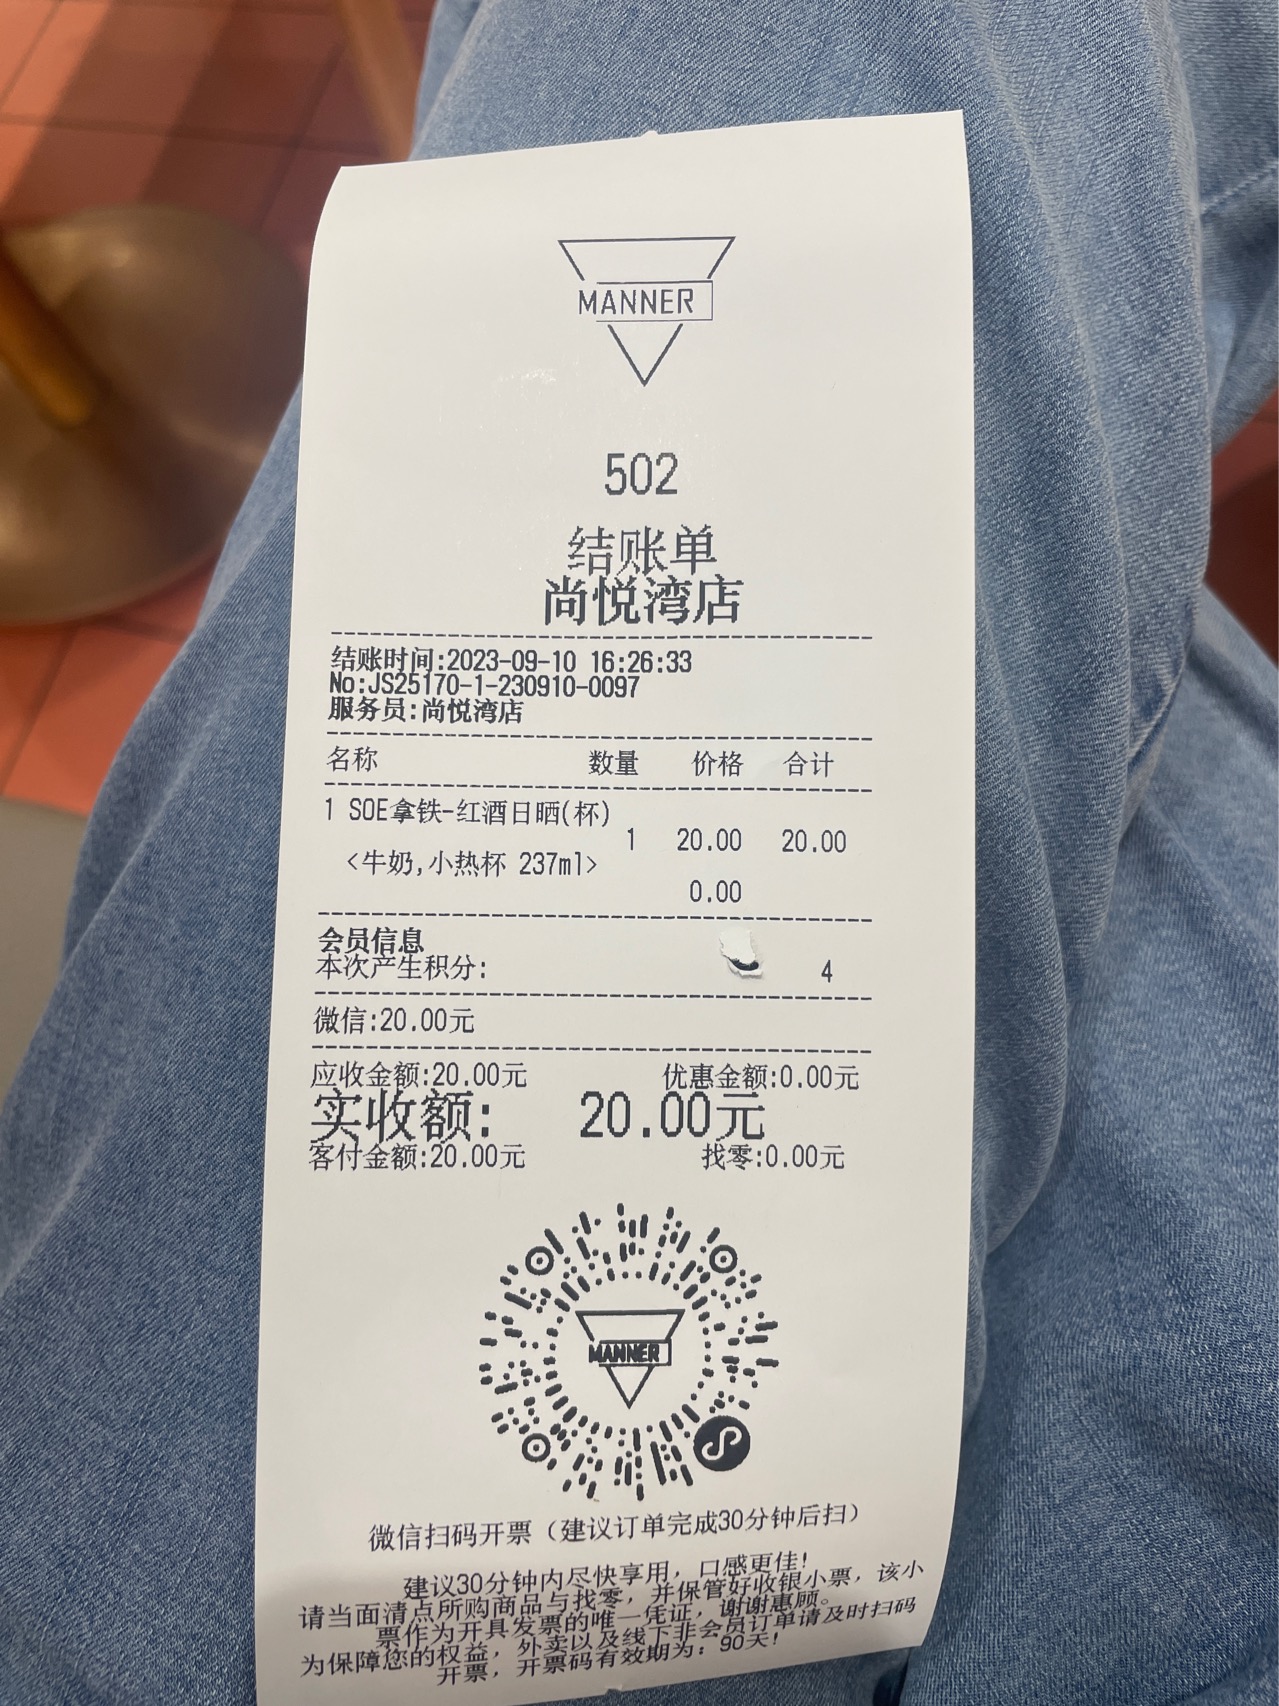 MANNER
502
结账单
尚悦湾店
结账时间:2023-09-10 16:26:33
No:JS25170-1-230910-0097
服务员:尚悦湾店
名称 数量 价格 合计
1 SOE拿铁-红酒日晒(杯)
1 20.00 20.00
<牛奶,小热杯 237ml>
0.00
会员信息
本次产生积分: 4
微信:20.00元
应收金额:20.00元 优惠金额:0.00元
实收额: 20.00元
客付金额:20.00元 找零:0.00元
MANNER
微信扫码开票（建议订单完成30分钟后扫）
建议30分钟内尽快享用，口感更佳!
请当面清点所购商品与找零，并保管好收银小票，该小
票作为开具发票的唯一凭证，谢谢惠顾。
为保障您的权益，外卖以及线下非会员订单请及时扫码
开票，开票码有效期为：90天!